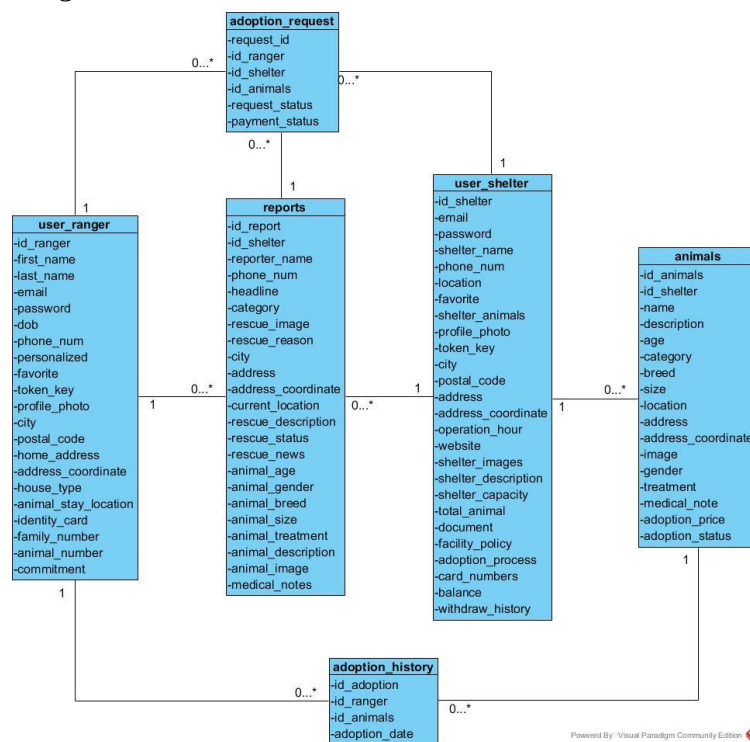 adoption_request
-request_id
-id_ranger
-id_shelter
-id_animals
-request_status
-payment_status
0...*
0...*
0...*
1
1
1
user_ranger
-id_ranger
-first_name
-last_name
-email
-password
-dob
-phone_num
-personalized
-favorite
-token_key
-profile_photo
-city
-postal_code
-home_address
-address_coordinate
-house_type
-animal_stay_location
-identity_card
-family_number
-animal_number
-commitment
1
0...*
1
reports
-id_report
-id_shelter
-reporter_name
-phone_num
-headline
-category
-rescue_image
-rescue_reason
-city
-address
-address_coordinate
-current_location
-rescue_description
-rescue_status
-rescue_news
-animal_age
-animal_gender
-animal_breed
-animal_size
-animal_treatment
-animal_description
-animal_image
-medical_notes
0...*
1
user_shelter
-id_shelter
-email
-password
-shelter_name
-phone_num
-location
-favorite
-shelter_animals
-profile_photo
-token_key
-city
-postal_code
-address
-address_coordinate
-operation_hour
-website
-shelter_images
-shelter_description
-shelter_capacity
-total_animal
-document
-facility_policy
-adoption_process
-card_numbers
-balance
-withdraw_history
1
0...*
animals
-id_animals
-id_shelter
-name
-description
-age
-category
-breed
-size
-location
-address
-address_coordinate
-image
-gender
-treatment
-medical_note
-adoption_price
-adoption_status
1
adoption_history
-id_adoption
-id_ranger
-id_animals
-adoption_date
0...*
0...*
Powered By Visual Paradigm Community Edition